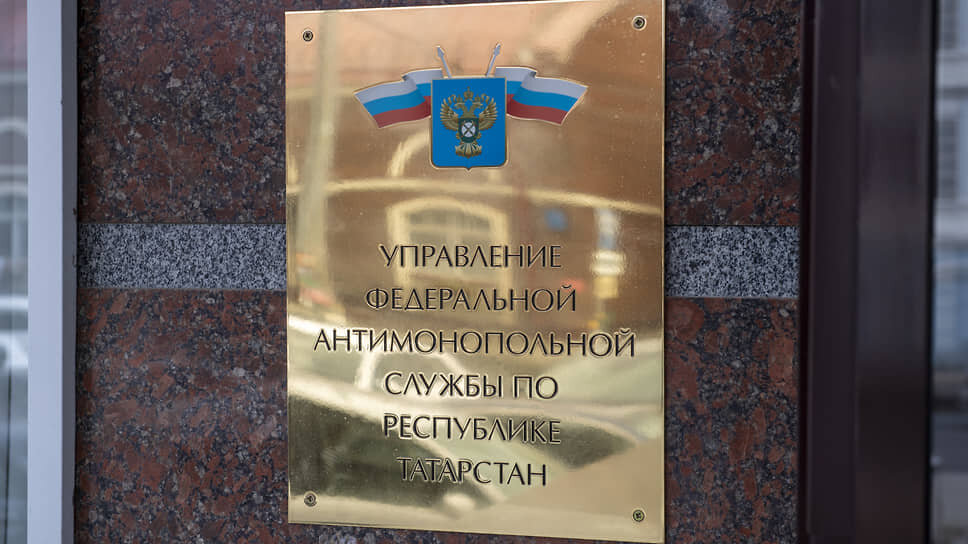 УПРАВЛЕНИЕ
ФЕДЕРАЛЬНОЙ
АНТИМОНОПОЛЬНОЙ
СЛУЖБЫ ПО
РЕСПУБЛИКЕ
ТАТАРСТАН